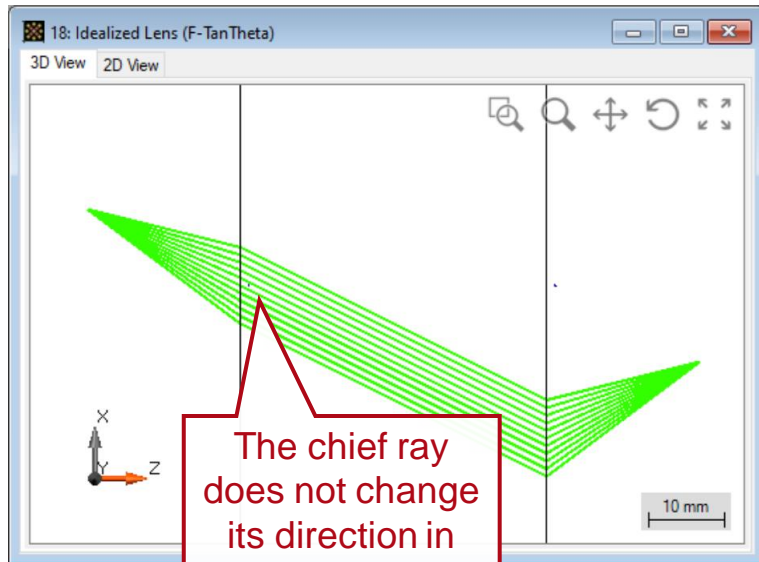 18: Idealized Lens (F-TanTheta)
3D View 2D View
X
Y Z
10 mm
The chief ray
does not change
its direction in